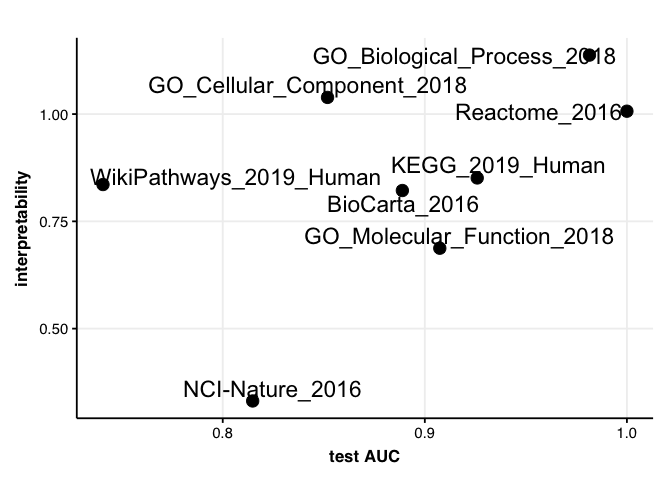 GO_Biological_Process_2018
GO_Cellular_Component_2018
1.00
Reactome_2016
KEGG_2019_Human
WikiPathways_2019_Human
BioCarta_2016
0.75
GO_Molecular_Function_2018
interpretability
0.50
NCI-Nature_2016
0.8
0.9
1.0
test AUC